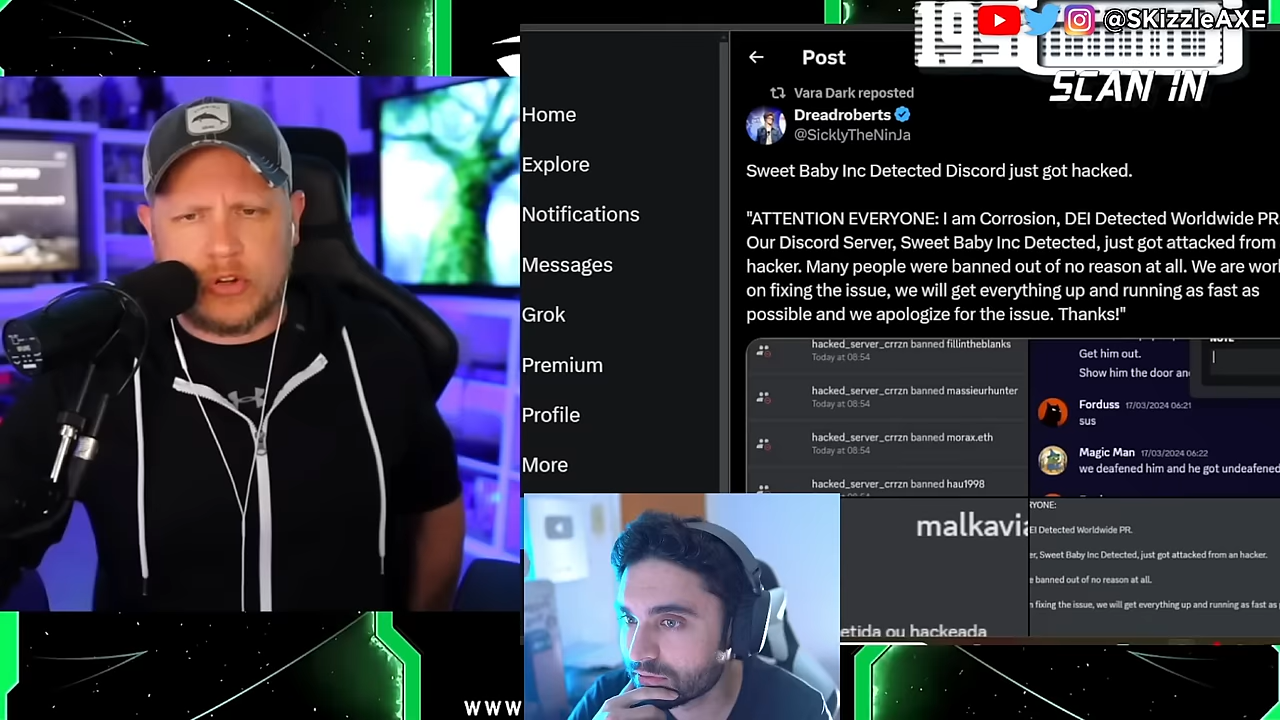 @SKizzleAXE
SCAN IN
Post
Vara Dark reposted
Dreadroberts
@SicklyTheNinJa
Home
Explore
Notifications
Messages
Grok
Premium
Profile
More
Sweet Baby Inc Detected Discord just got hacked.
"ATTENTION EVERYONE: I am Corrosion, DEI Detected Worldwide PR
Our Discord Server, Sweet Baby Inc Detected, just got attacked from
hacker. Many people were banned out of no reason at all. We are wor
on fixing the issue, we will get everything up and running as fast as
possible and we apologize for the issue. Thanks!"
hacked_server_crrzn banned fillintheblanks
Today at 08:54
hacked_server_crrzn banned massieurhunter
Today at 08:54
hacked_server_crrzn banned morax.eth
Today at 08:54
hacked_server_crrzn banned hau1998
Get him out.
Show him the door an
Forduss 17/03/2024 06:21
sus
Magic Man 17/03/2024 06:22
we deafened him and he got undeafened
malkavia
etida ou hackeada
RYONE:
EI Detected Worldwide PR.
er, Sweet Baby Inc Detected, just got attacked from an hacker.
e banned out of no reason at all.
n fixing the issue, we will get everything up and running as fast as
WWW